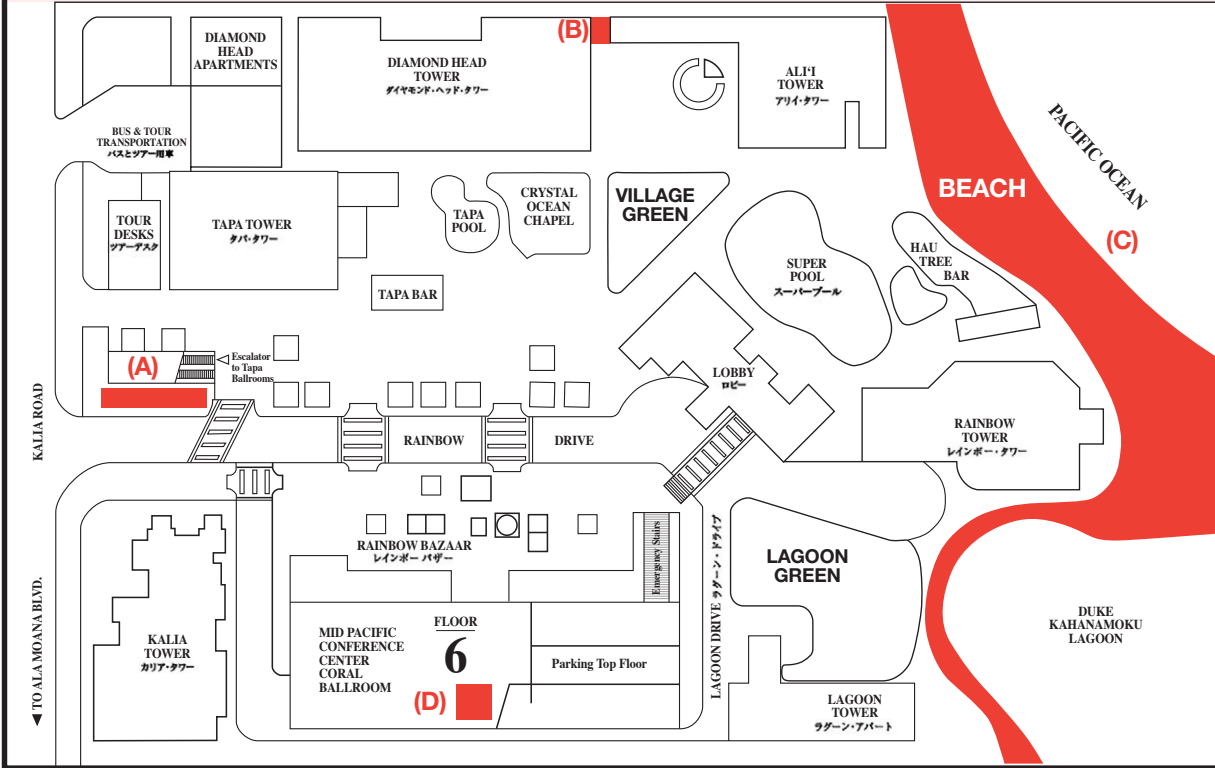 DIAMOND
HEAD
APARTMENTS
(B)
DIAMOND HEAD
TOWER
ダイヤモンド・ヘッド・タワー
ALI‘I
TOWER
アリイ・タワー
PACIFIC OCEAN
BUS & TOUR
TRANSPORTATION
バスとツアー用車
BEACH
(C)
TOUR
DESKS
ツアーデスク
TAPA TOWER
タパ・タワー
TAPA
POOL
CRYSTAL
OCEAN
CHAPEL
VILLAGE
GREEN
SUPER
POOL
スーパープール
HAU
TREE
BAR
TAPA BAR
(A)
Escalator
to Tapa
Ballrooms
LOBBY
ロビー
KALIA ROAD
RAINBOW
DRIVE
RAINBOW
TOWER
レインボー・タワー
RAINBOW BAZAAR
レインボー バザー
Emergency Stairs
LAGOON DRIVE ラグーン・ドライブ
LAGOON
GREEN
DUKE
KAHANAMOKU
LAGOON
TO ALA MOANA BLVD.
KALIA
TOWER
カリア・タワー
MID PACIFIC
CONFERENCE
CENTER
CORAL
BALLROOM
FLOOR
6
(D)
Parking Top Floor
LAGOON
TOWER
ラグーン・アパート